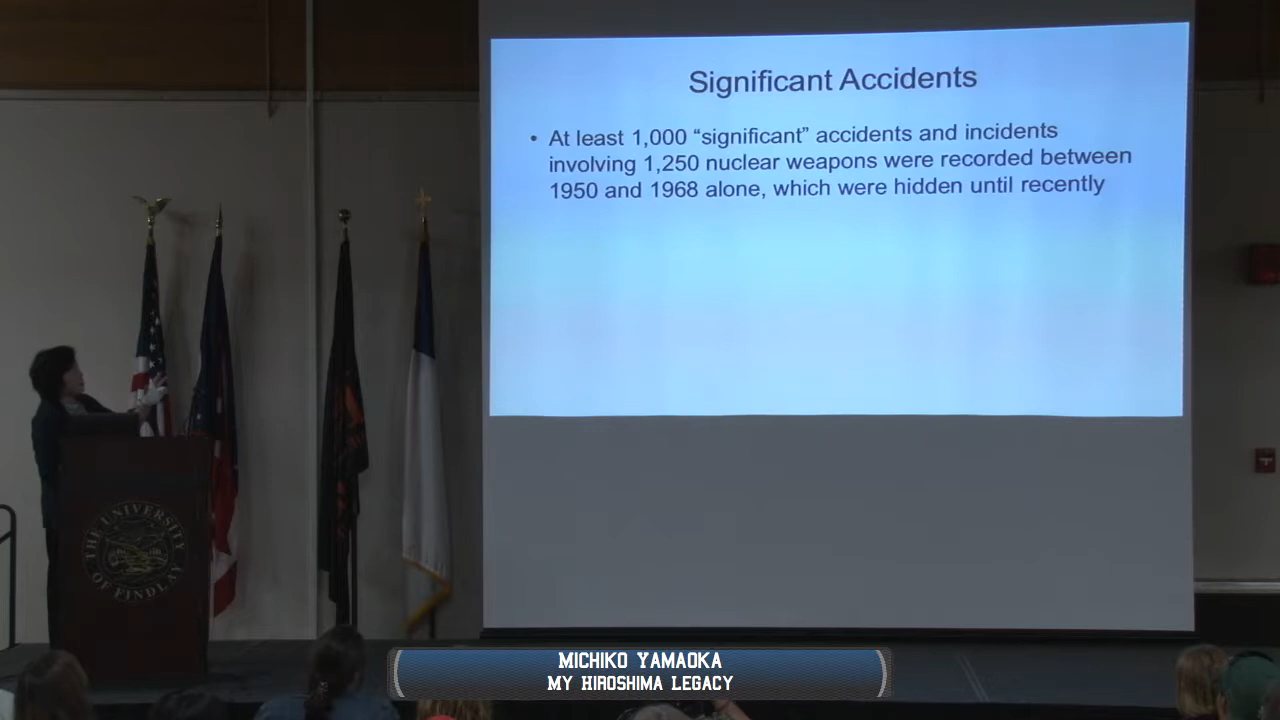 Significant Accidents
• At least 1,000 “significant” accidents and incidents
involving 1,250 nuclear weapons were recorded between
1950 and 1968 alone, which were hidden until recently
THE UNIVERSITY
OF FINDLAY
MICHIKO YAMAOKA
MY HIROSHIMA LEGACY